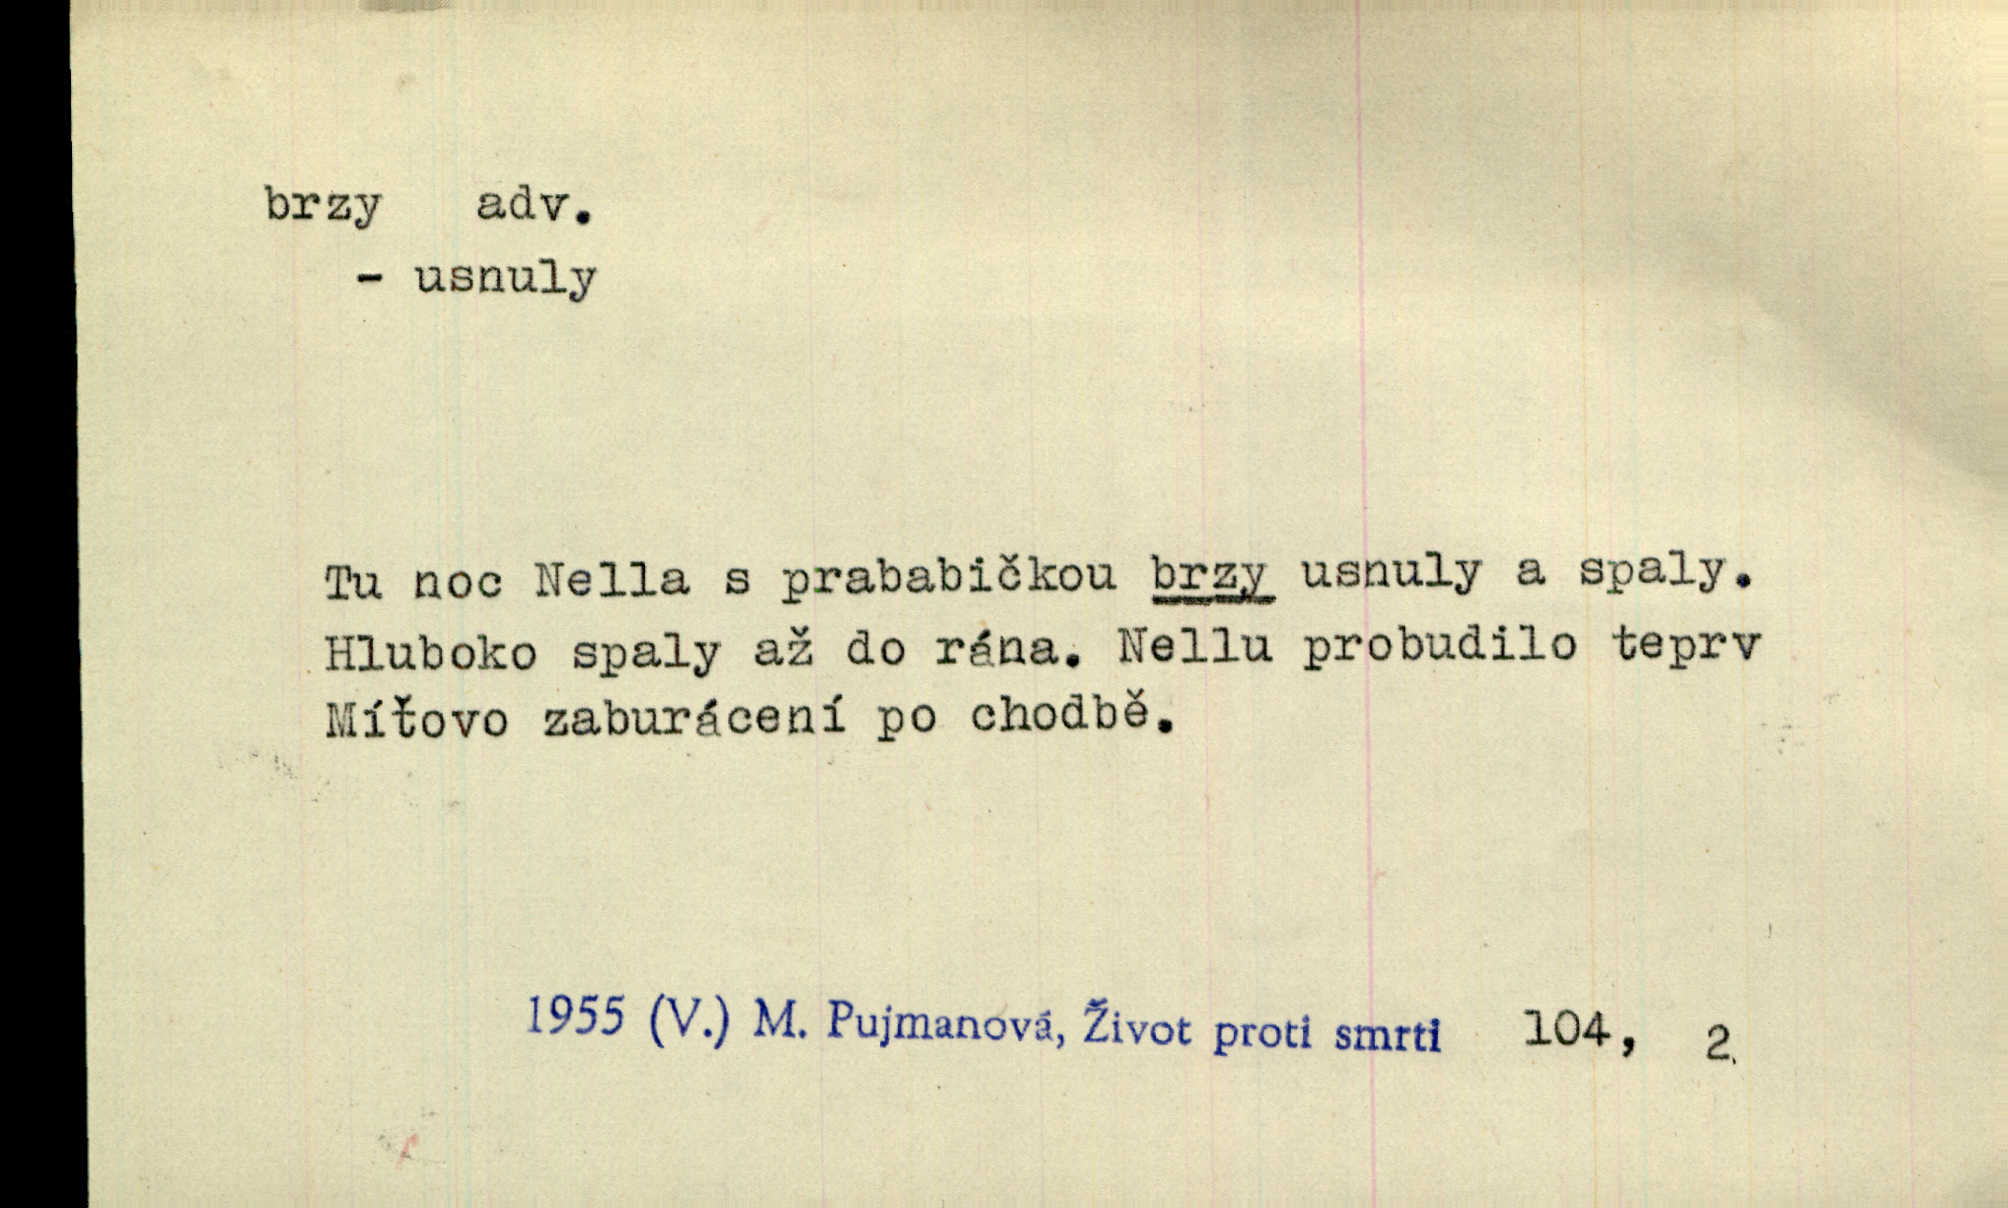 brzy adv.
- usnuly
Tu noc Nella s prababičkou brzy usnuly a spaly.
Hluboko spaly až do rána. Nellu probudilo teprv
Míťovo zaburácení po chodbě.
1955 (V.) M. Pujmanová, Život proti smrti 104, 2.